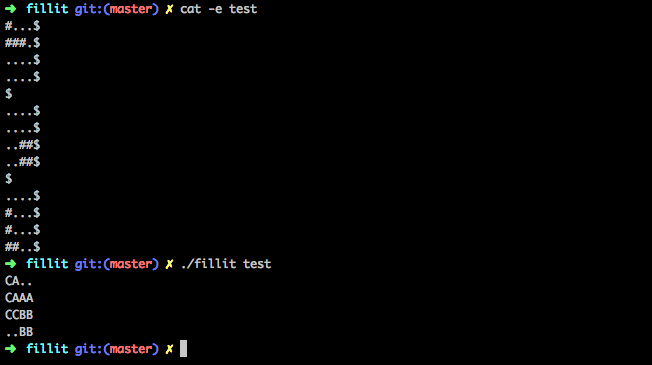 ➜ fillit git:(master) ✗ cat -e test
#...$
###.$
....$
....$
$
....$
....$
..##$
..##$
$
....$
#...$
#...$
##..$
➜ fillit git:(master) ✗ ./fillit test
CA..
CAAA
CCBB
..BB
➜ fillit git:(master) ✗